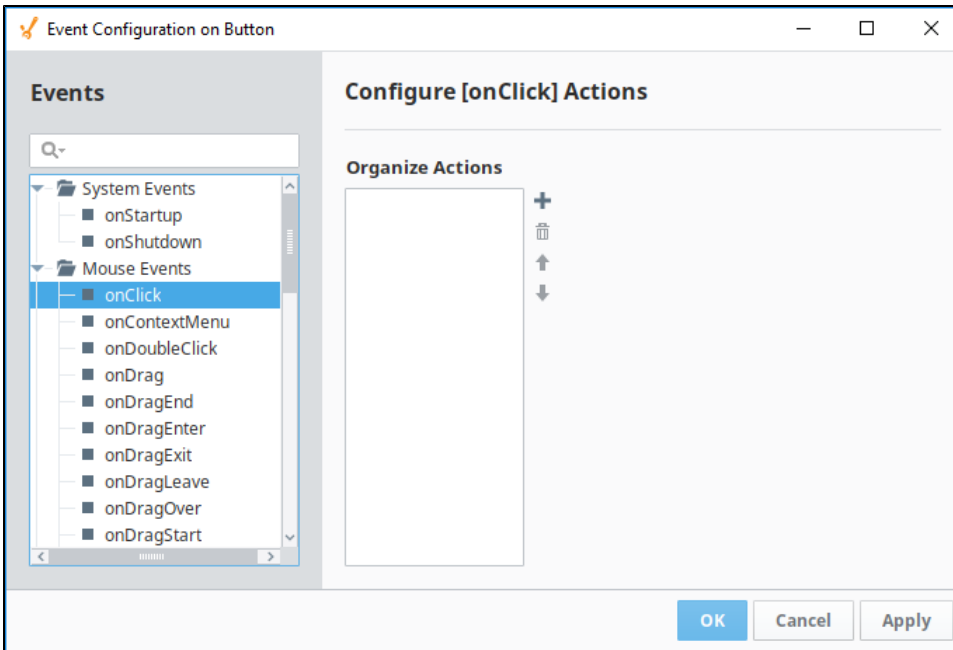 Event Configuration on Button
Events
System Events
onStartup
onShutdown
Mouse Events
onClick
onContextMenu
onDoubleClick
onDrag
onDragEnd
onDragEnter
onDragExit
onDragLeave
onDragOver
onDragStart
Configure [onClick] Actions
Organize Actions
OK
Cancel
Apply